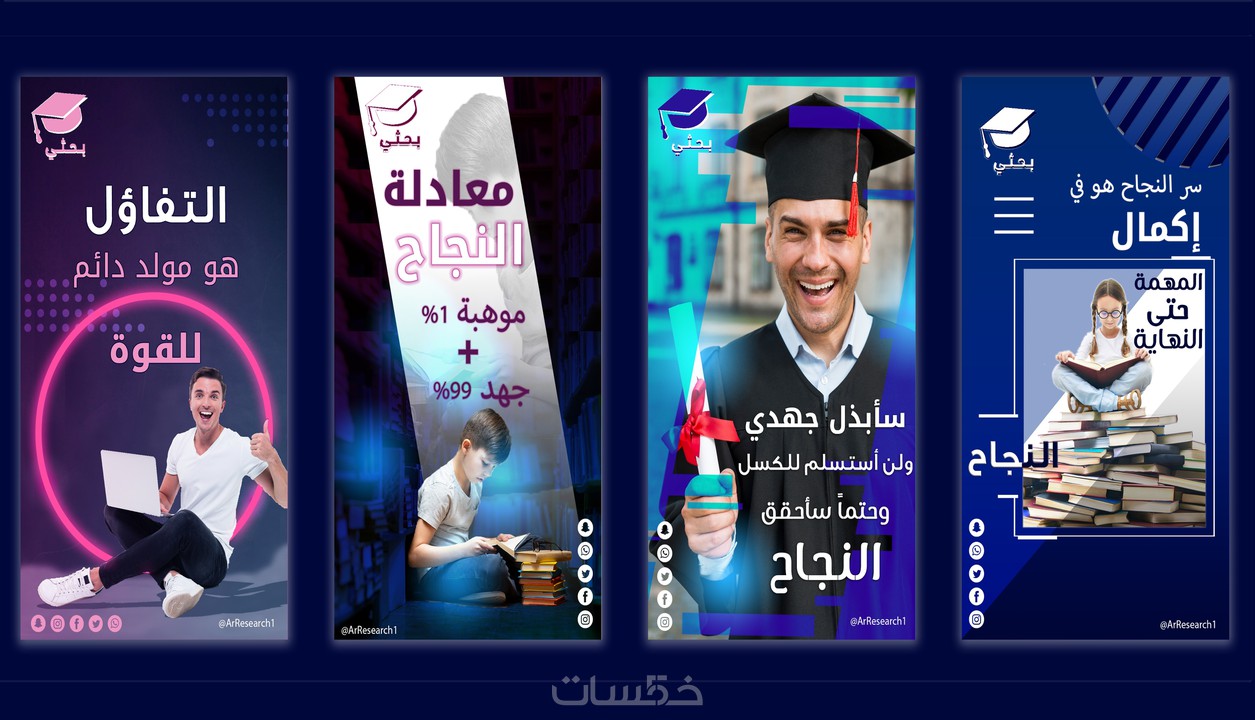 بحثي
التفاؤل
هو مولد دائم
للقوة
@ArResearch1
بحثي
معادلة
النجاح
موهبة 1%
+
جهد 99%
@ArResearch1
بحثي
سأبذل جهدي
ولن أستسلم للكسل
وحتماً سأحقق
النجاح
@ArResearch1
بحثي
سر النجاح هو في
إكمال
المهمة
حتى
النهاية
النجاح
@ArResearch1
خمسات